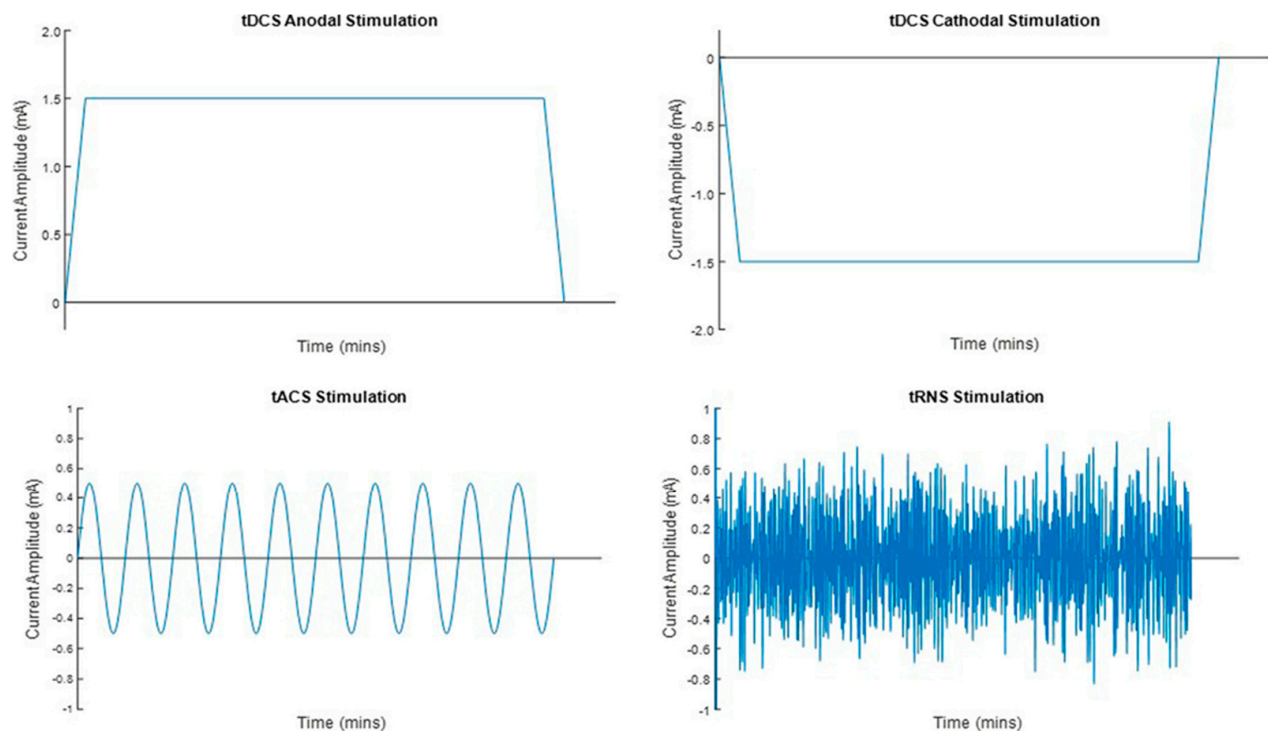 tDCS Anodal Stimulation
2.0
1.5
1.0
0.5
0
Current Amplitude (mA)
Time (mins)
tDCS Cathodal Stimulation
0
-0.5
-1.0
-1.5
-2.0
Current Amplitude (mA)
Time (mins)
tACS Stimulation
1
0.8
0.6
0.4
0.2
0
-0.2
-0.4
-0.6
-0.8
-1
Current Amplitude (mA)
Time (mins)
tRNS Stimulation
1
0.8
0.6
0.4
0.2
0
-0.2
-0.4
-0.6
-0.8
-1
Current Amplitude (mA)
Time (mins)